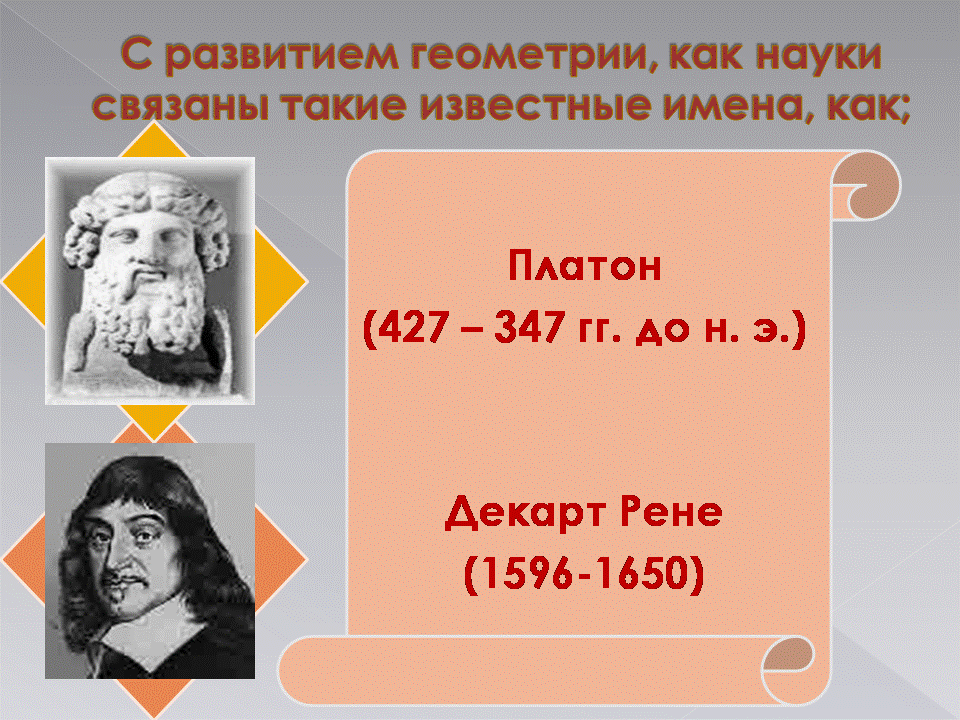 С развитием геометрии, как науки
связаны такие известные имена, как;
Платон
(427 – 347 гг. до н. э.)
Декарт Рене
(1596-1650)